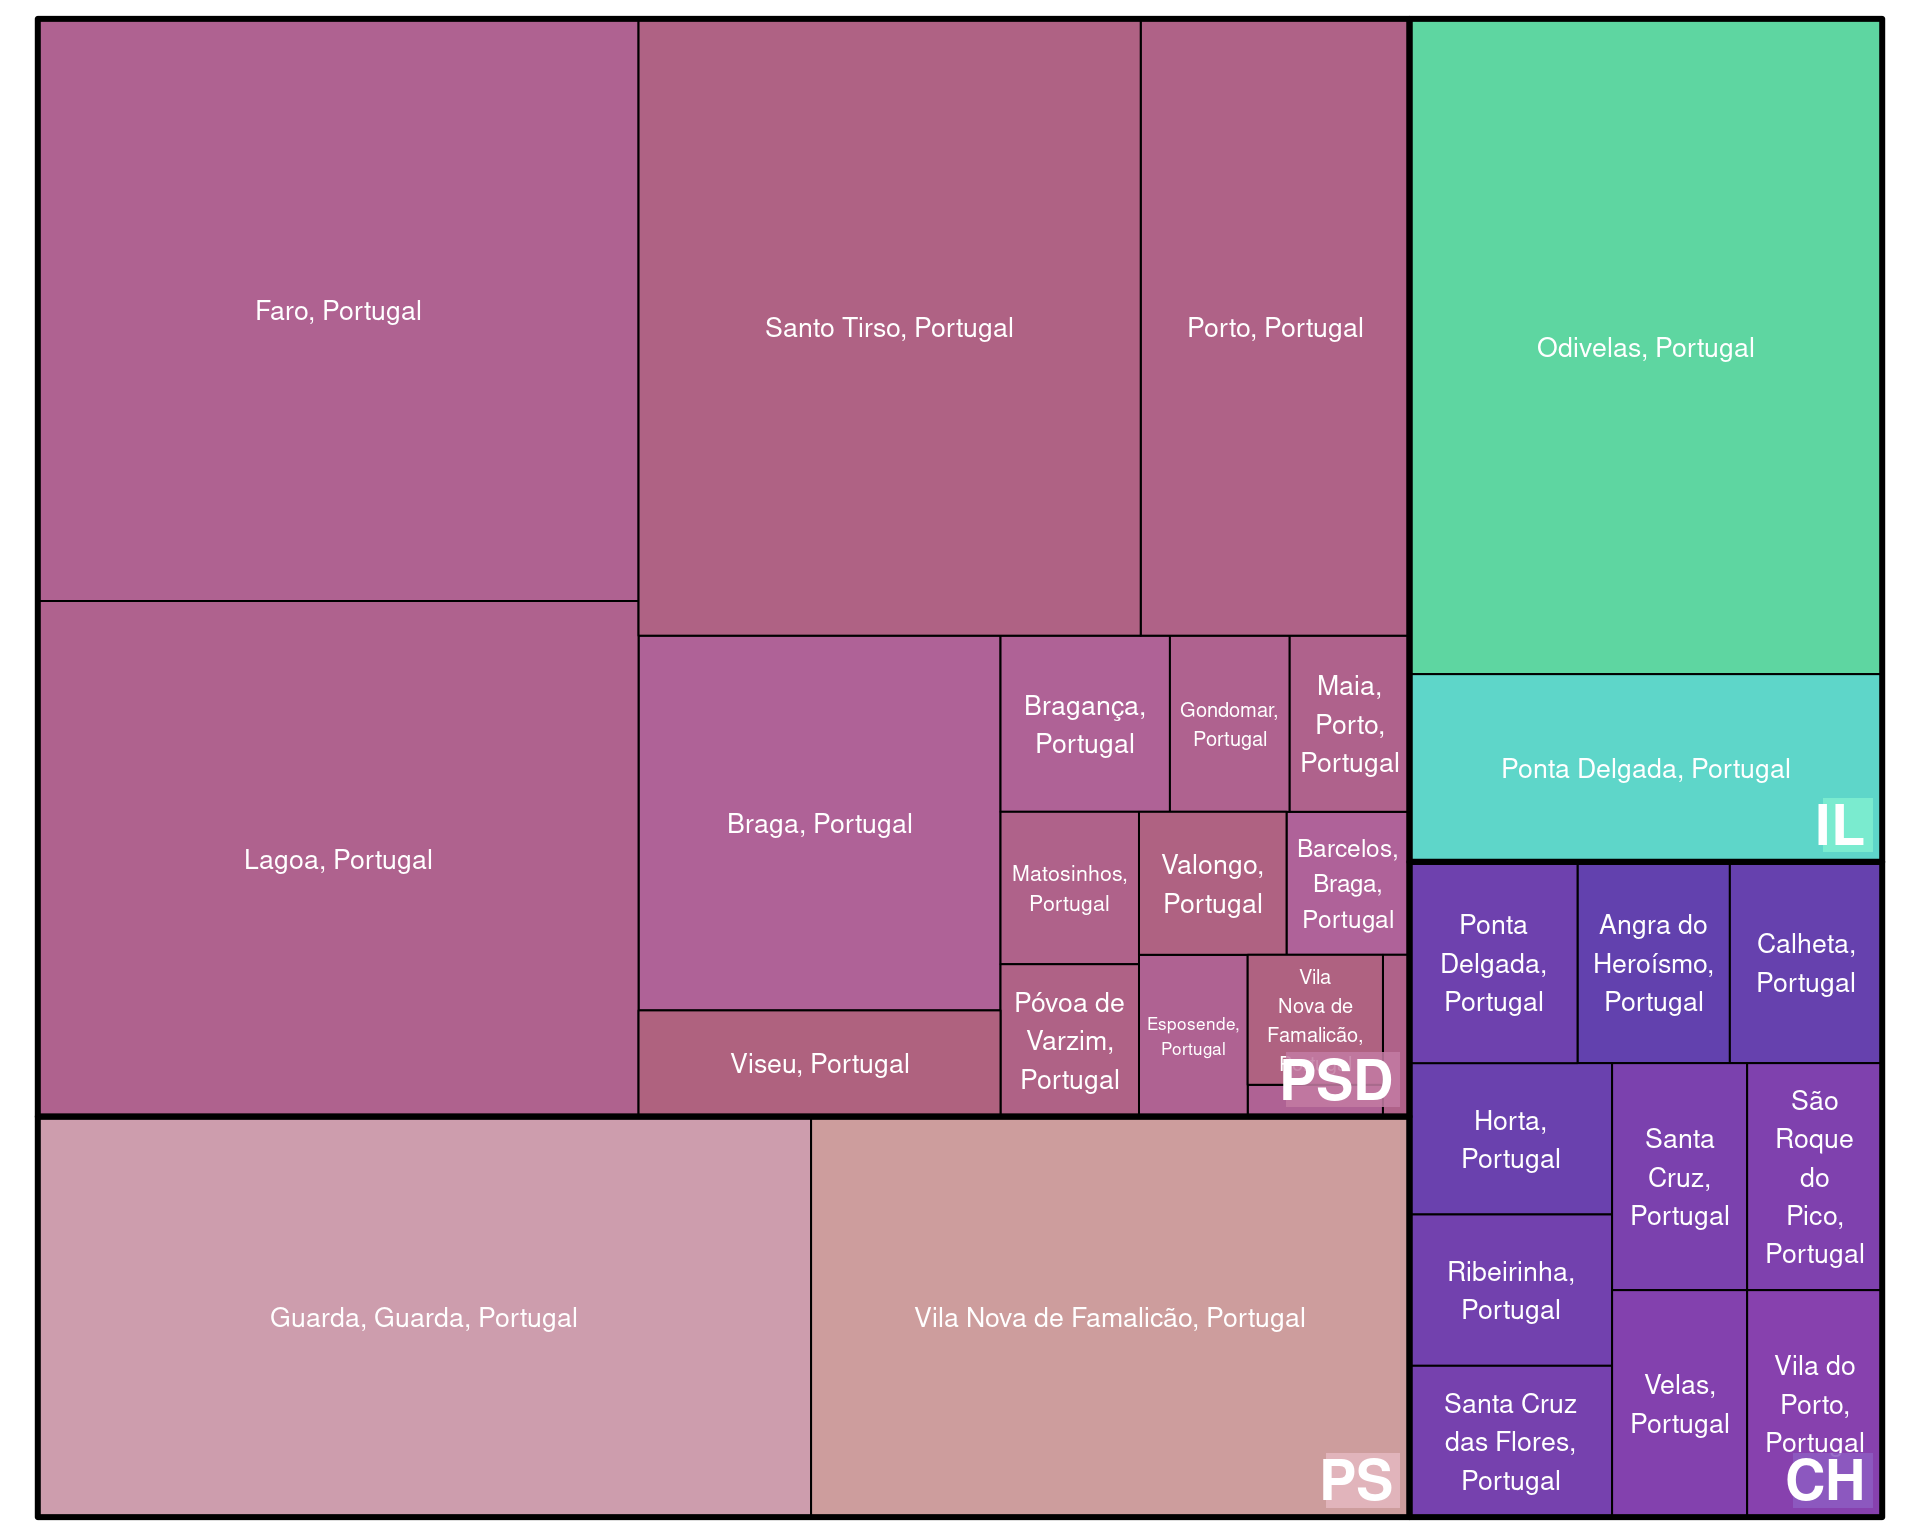 Faro, Portugal
Santo Tirso, Portugal
Porto, Portugal
Odivelas, Portugal
Lagoa, Portugal
Braga, Portugal
Viseu, Portugal
Bragança,
Portugal
Gondomar,
Portugal
Maia,
Porto,
Portugal
Matosinhos,
Portugal
Valongo,
Portugal
Barcelos,
Braga,
Portugal
Póvoa de
Varzim,
Portugal
Esposende,
Portugal
Vila
Nova de
Famalicão,
PSD
Ponta Delgada, Portugal
IL
Ponta
Delgada,
Portugal
Angra do
Heroísmo,
Portugal
Calheta,
Portugal
Horta,
Portugal
Ribeirinha,
Portugal
Santa Cruz
das Flores,
Portugal
Santa
Cruz,
Portugal
São
Roque
do
Pico,
Portugal
Velas,
Portugal
Vila do
Porto,
Portugal
CH
Guarda, Guarda, Portugal
Vila Nova de Famalicão, Portugal
PS